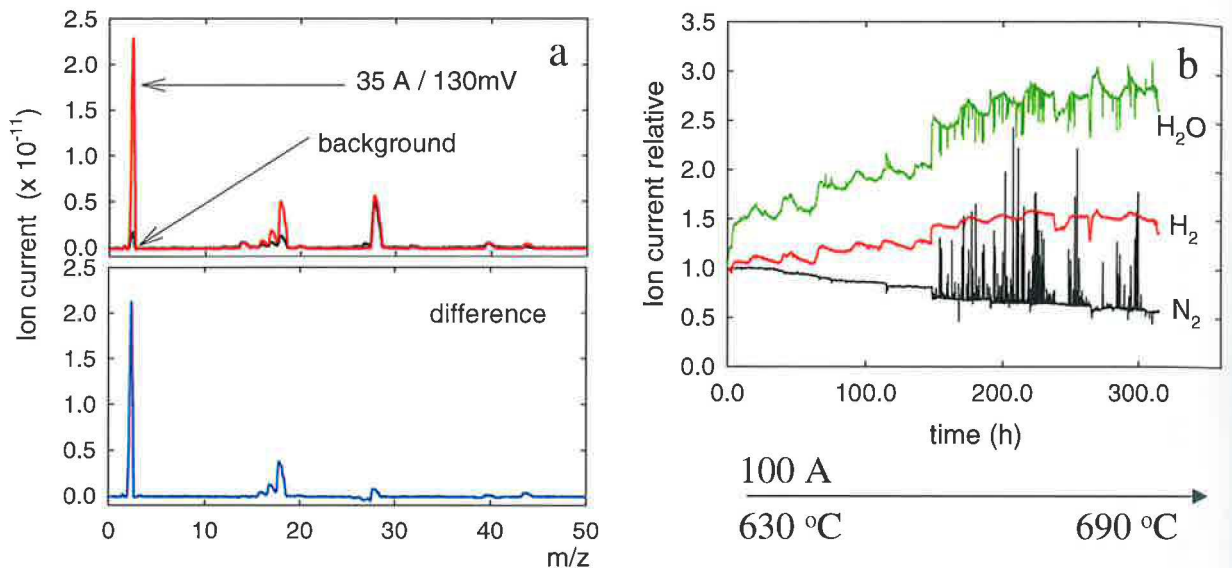 a
Ion current (x 10⁻¹¹)
2.5
2.0
1.5
1.0
0.5
0.0
35 A / 130mV
background
2.5
2.0
1.5
1.0
0.5
0.0
difference
0 10 20 30 40 50
m/z
b
Ion current relative
3.5
3.0
2.5
2.0
1.5
1.0
0.5
0.0
H₂O
H₂
N₂
0.0 100.0 200.0 300.0
time (h)
100 A
630 °C 690 °C